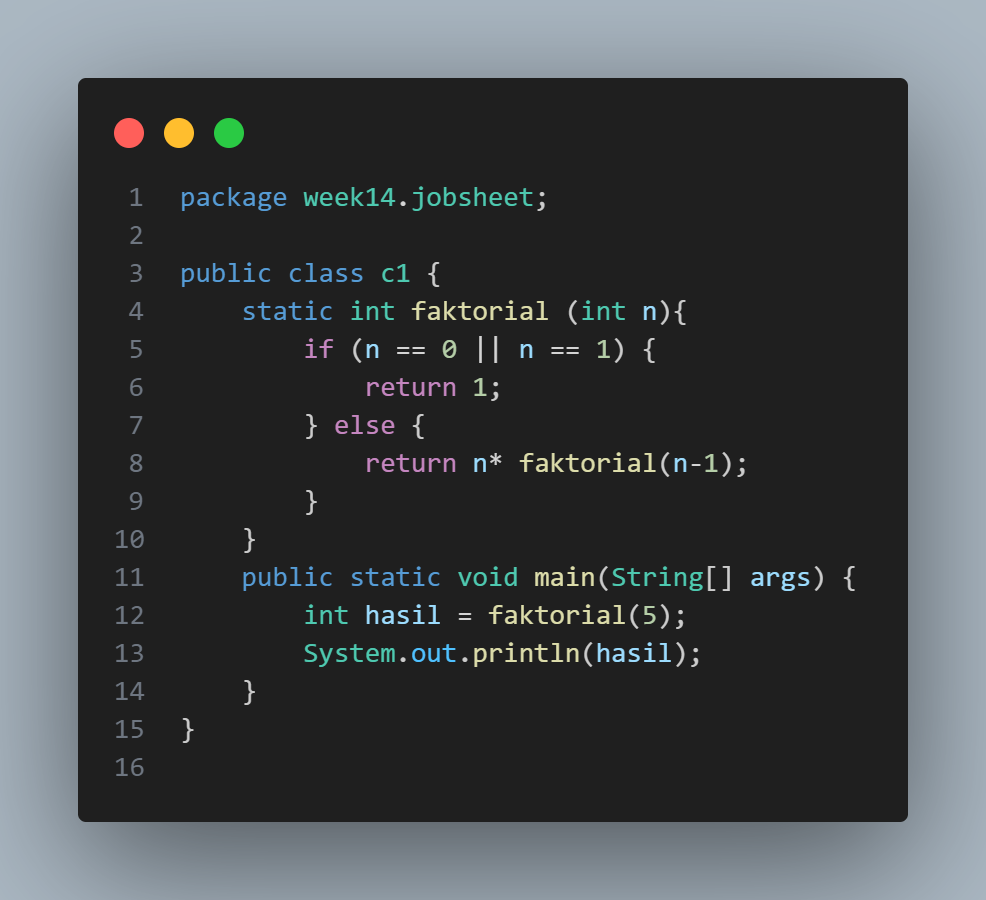 1 package week14.jobsheet;
2
3 public class c1 {
4     static int faktorial (int n){
5         if (n == 0 || n == 1) {
6             return 1;
7         } else {
8             return n* faktorial(n-1);
9         }
10     }
11     public static void main(String[] args) {
12         int hasil = faktorial(5);
13         System.out.println(hasil);
14     }
15 }
16